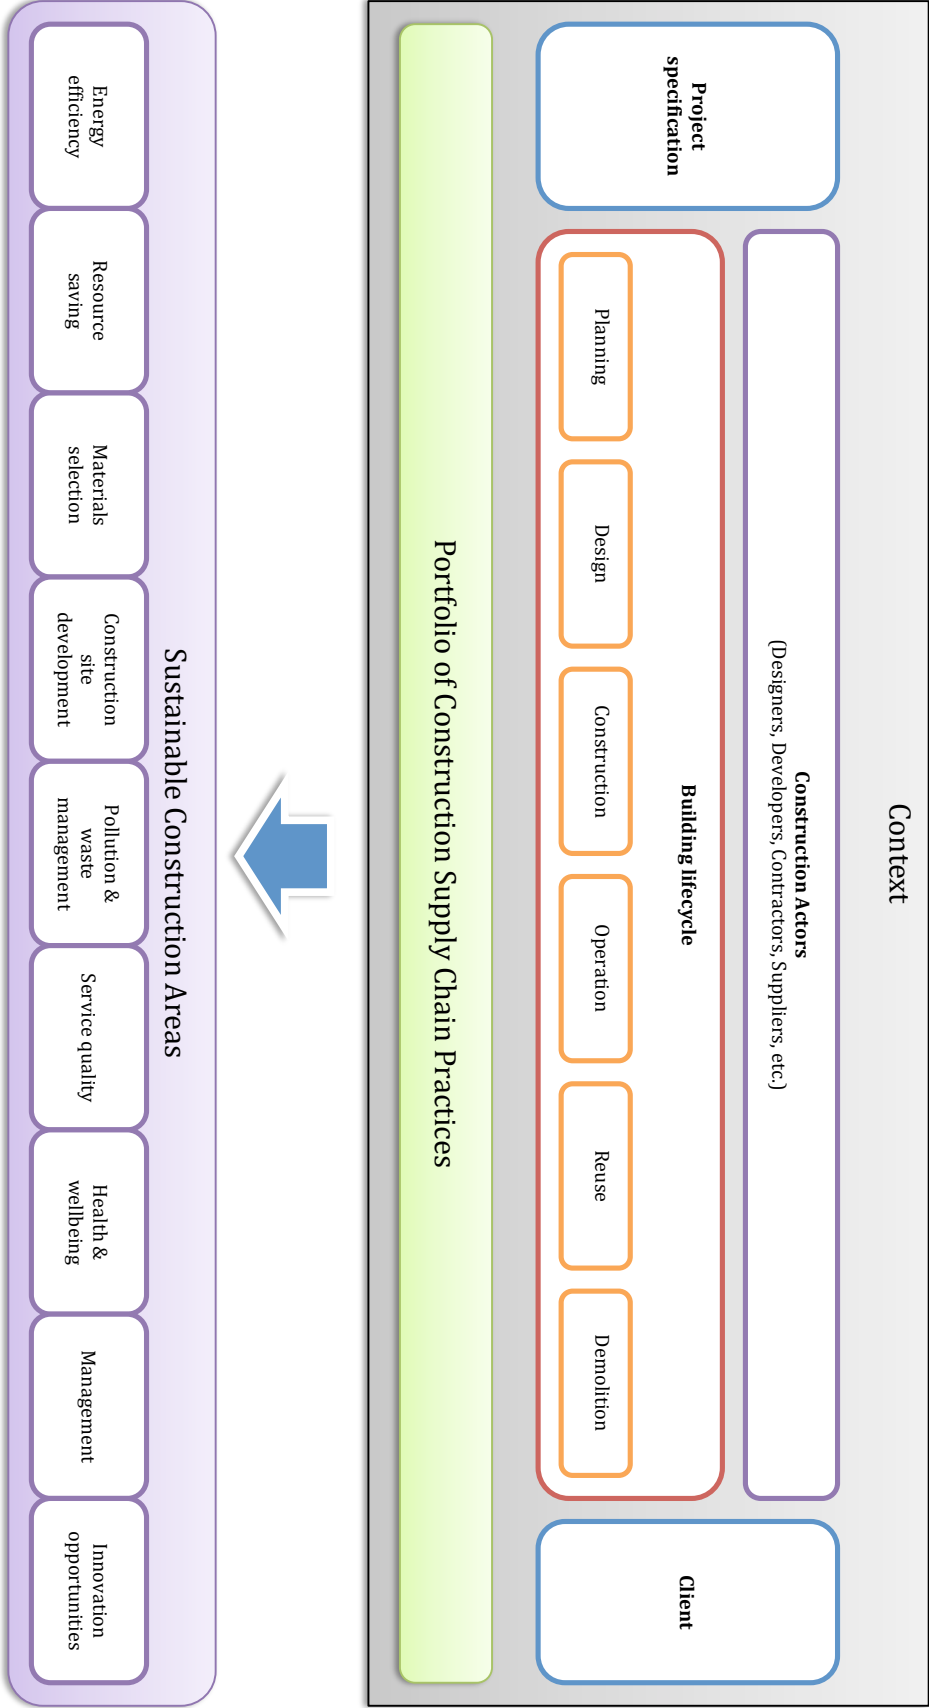 Context
Project
specification
Construction Actors
(Designers, Developers, Contractors, Suppliers, etc.)
Building lifecycle
Planning
Design
Construction
Operation
Reuse
Demolition
Client
Portfolio of Construction Supply Chain Practices
Sustainable Construction Areas
Energy
efficiency
Resource
saving
Materials
selection
Construction
site
development
Pollution &
waste
management
Service quality
Health &
wellbeing
Management
Innovation
opportunities